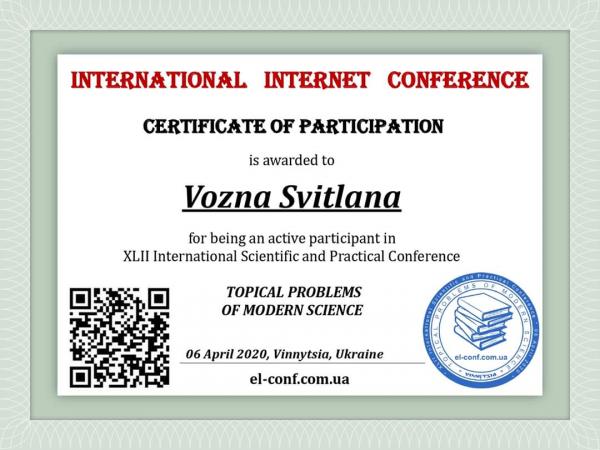 INTERNATIONAL INTERNET CONFERENCE
CERTIFICATE OF PARTICIPATION
is awarded to
Vozna Svitlana
for being an active participant in
XLII International Scientific and Practical Conference
TOPICAL PROBLEMS
OF MODERN SCIENCE
06 April 2020, Vinnytsia, Ukraine
el-conf.com.ua
International Scientific and Practical Conference
TOPICAL PROBLEMS OF MODERN SCIENCE
el-conf.com.ua